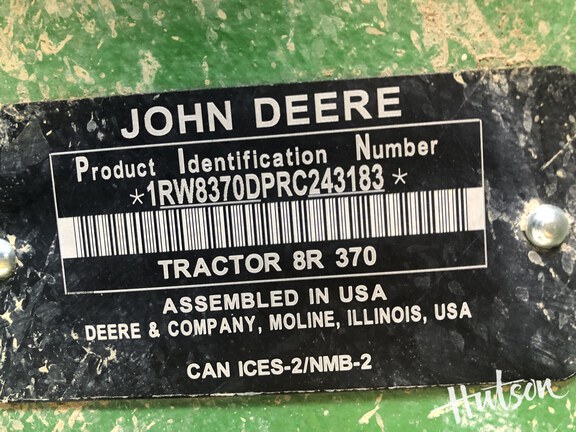 JOHN DEERE
Product Identification Number
*1RW8370DPRC243183*
TRACTOR 8R 370
ASSEMBLED IN USA
DEERE & COMPANY, MOLINE, ILLINOIS, USA
CAN ICES-2/NMB-2
Hutson